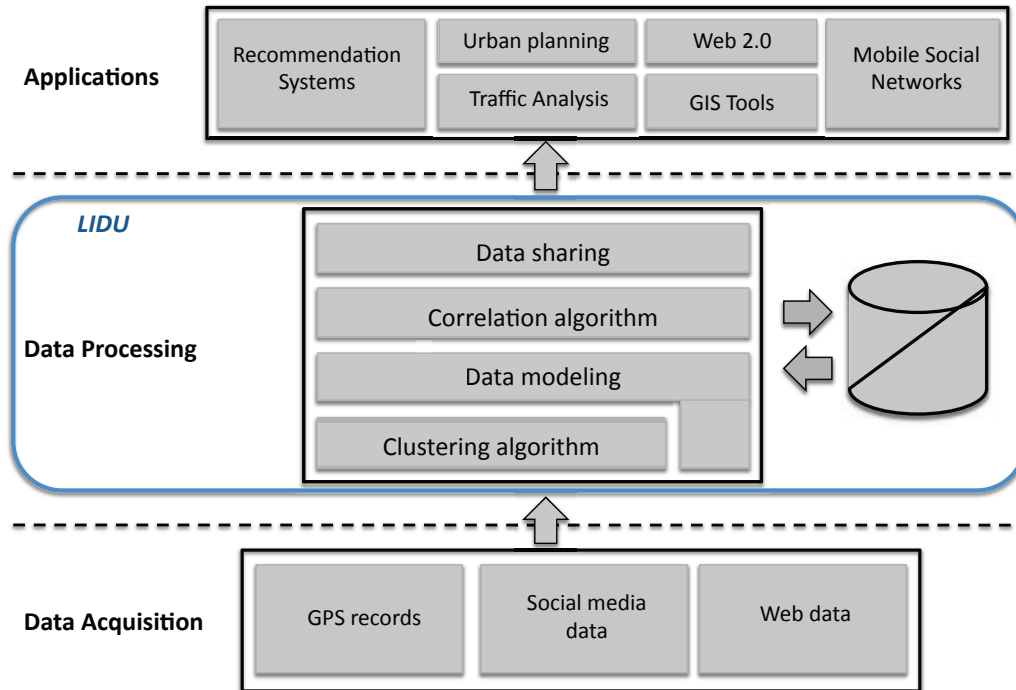 Applications
Recommendation
Systems
Urban planning
Traffic Analysis
Web 2.0
GIS Tools
Mobile Social
Networks
LIDU
Data Processing
Data sharing
Correlation algorithm
Data modeling
Clustering algorithm
Data Acquisition
GPS records
Social media
data
Web data